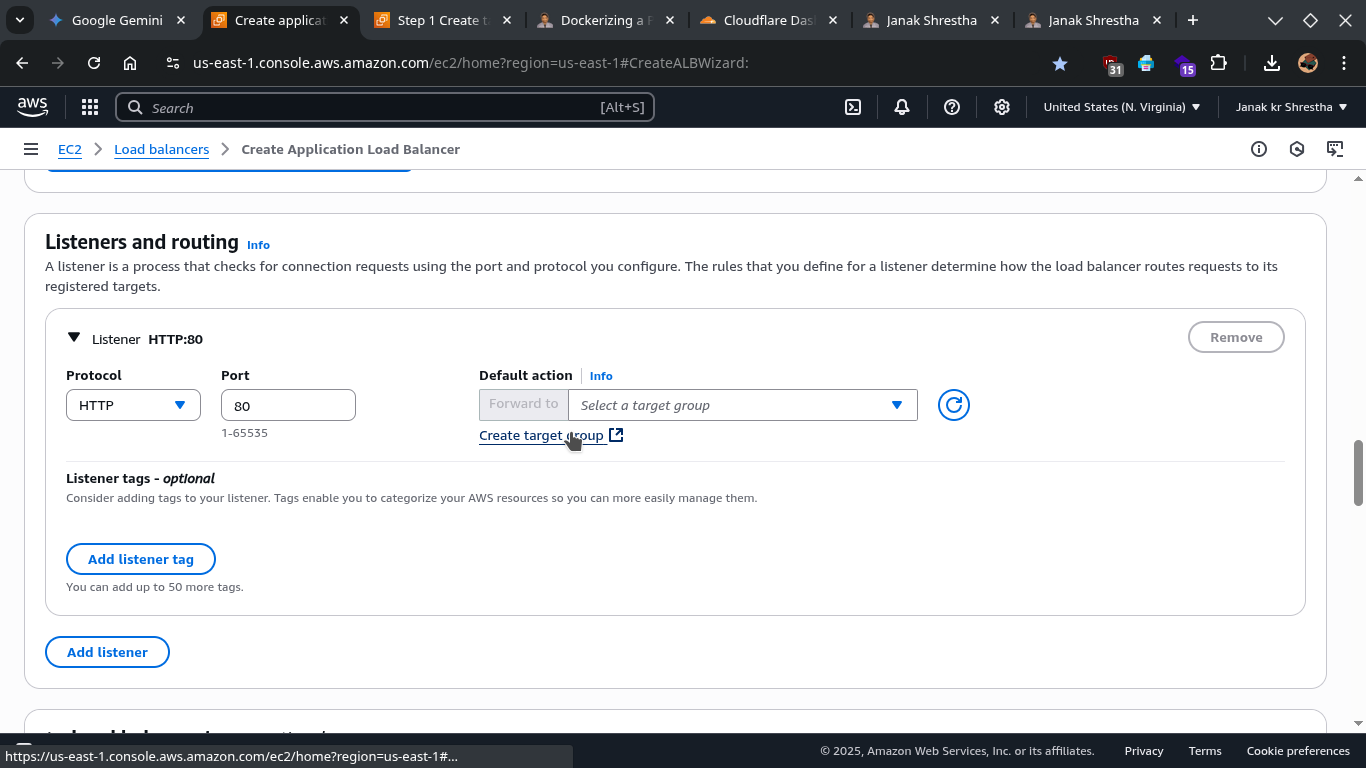 Google Gemini
Create applicat
Step 1 Create t
Dockerizing a
Cloudflare Das
Janak Shrestha
Janak Shrestha
us-east-1.console.aws.amazon.com/ec2/home?region=us-east-1#CreateALBWizard:
31
15
aws
Search
[Alt+S]
United States (N. Virginia)
Janak kr Shrestha
EC2
Load balancers
Create Application Load Balancer
Listeners and routing
Info
A listener is a process that checks for connection requests using the port and protocol you configure. The rules that you define for a listener determine how the load balancer routes requests to its
registered targets.
Listener HTTP:80
Remove
Protocol
Port
Default action
Info
HTTP
80
Forward to
Select a target group
1-65535
Create target group
Listener tags - optional
Consider adding tags to your listener. Tags enable you to categorize your AWS resources so you can more easily manage them.
Add listener tag
You can add up to 50 more tags.
Add listener
© 2025, Amazon Web Services, Inc. or its affiliates.
Privacy
Terms
Cookie preferences
https://us-east-1.console.aws.amazon.com/ec2/home?region=us-east-1#...